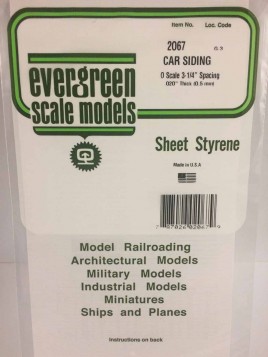 Item No.
Loc. Code
2067
CAR SIDING
O Scale 3-1/4" Spacing
.020" Thick (0.5 mm)
evergreen
scale models
Sheet Styrene
Made in U.S.A
Model Railroading
Architectural Models
Military Models
Industrial Models
Miniatures
Ships and Planes
Instructions on back